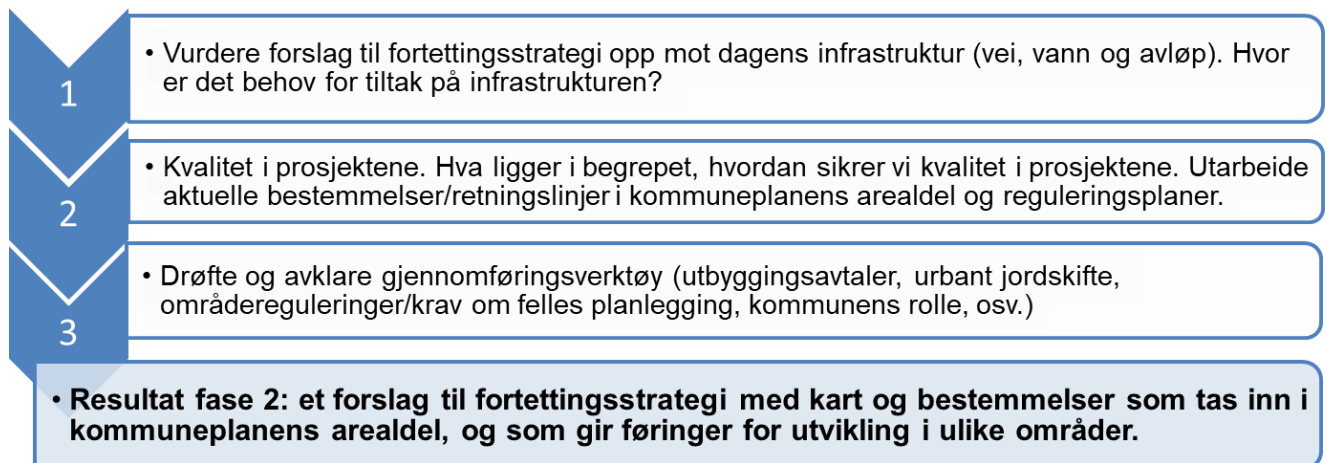 1
• Vurdere forslag til fortettingsstrategi opp mot dagens infrastruktur (vei, vann og avløp). Hvor
er det behov for tiltak på infrastrukturen?
2
• Kvalitet i prosjektene. Hva ligger i begrepet, hvordan sikrer vi kvalitet i prosjektene. Utarbeide
aktuelle bestemmelser/retningslinjer i kommuneplanens arealdel og reguleringsplaner.
3
• Drøfte og avklare gjennomføringsverktøy (utbyggingsavtaler, urbant jordskifte,
områdereguleringer/krav om felles planlegging, kommunens rolle, osv.)
• Resultat fase 2: et forslag til fortettingsstrategi med kart og bestemmelser som tas inn i
kommuneplanens arealdel, og som gir føringer for utvikling i ulike områder.